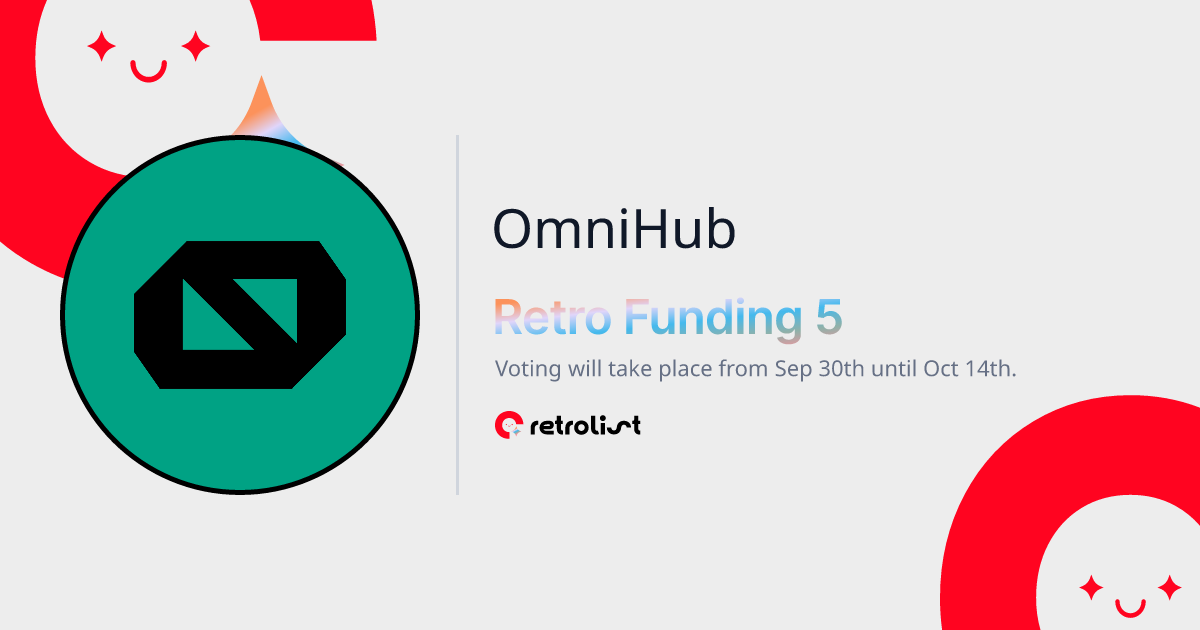 OmniHub
Retro Funding 5
Voting will take place from Sep 30th until Oct 14th.
retrolist